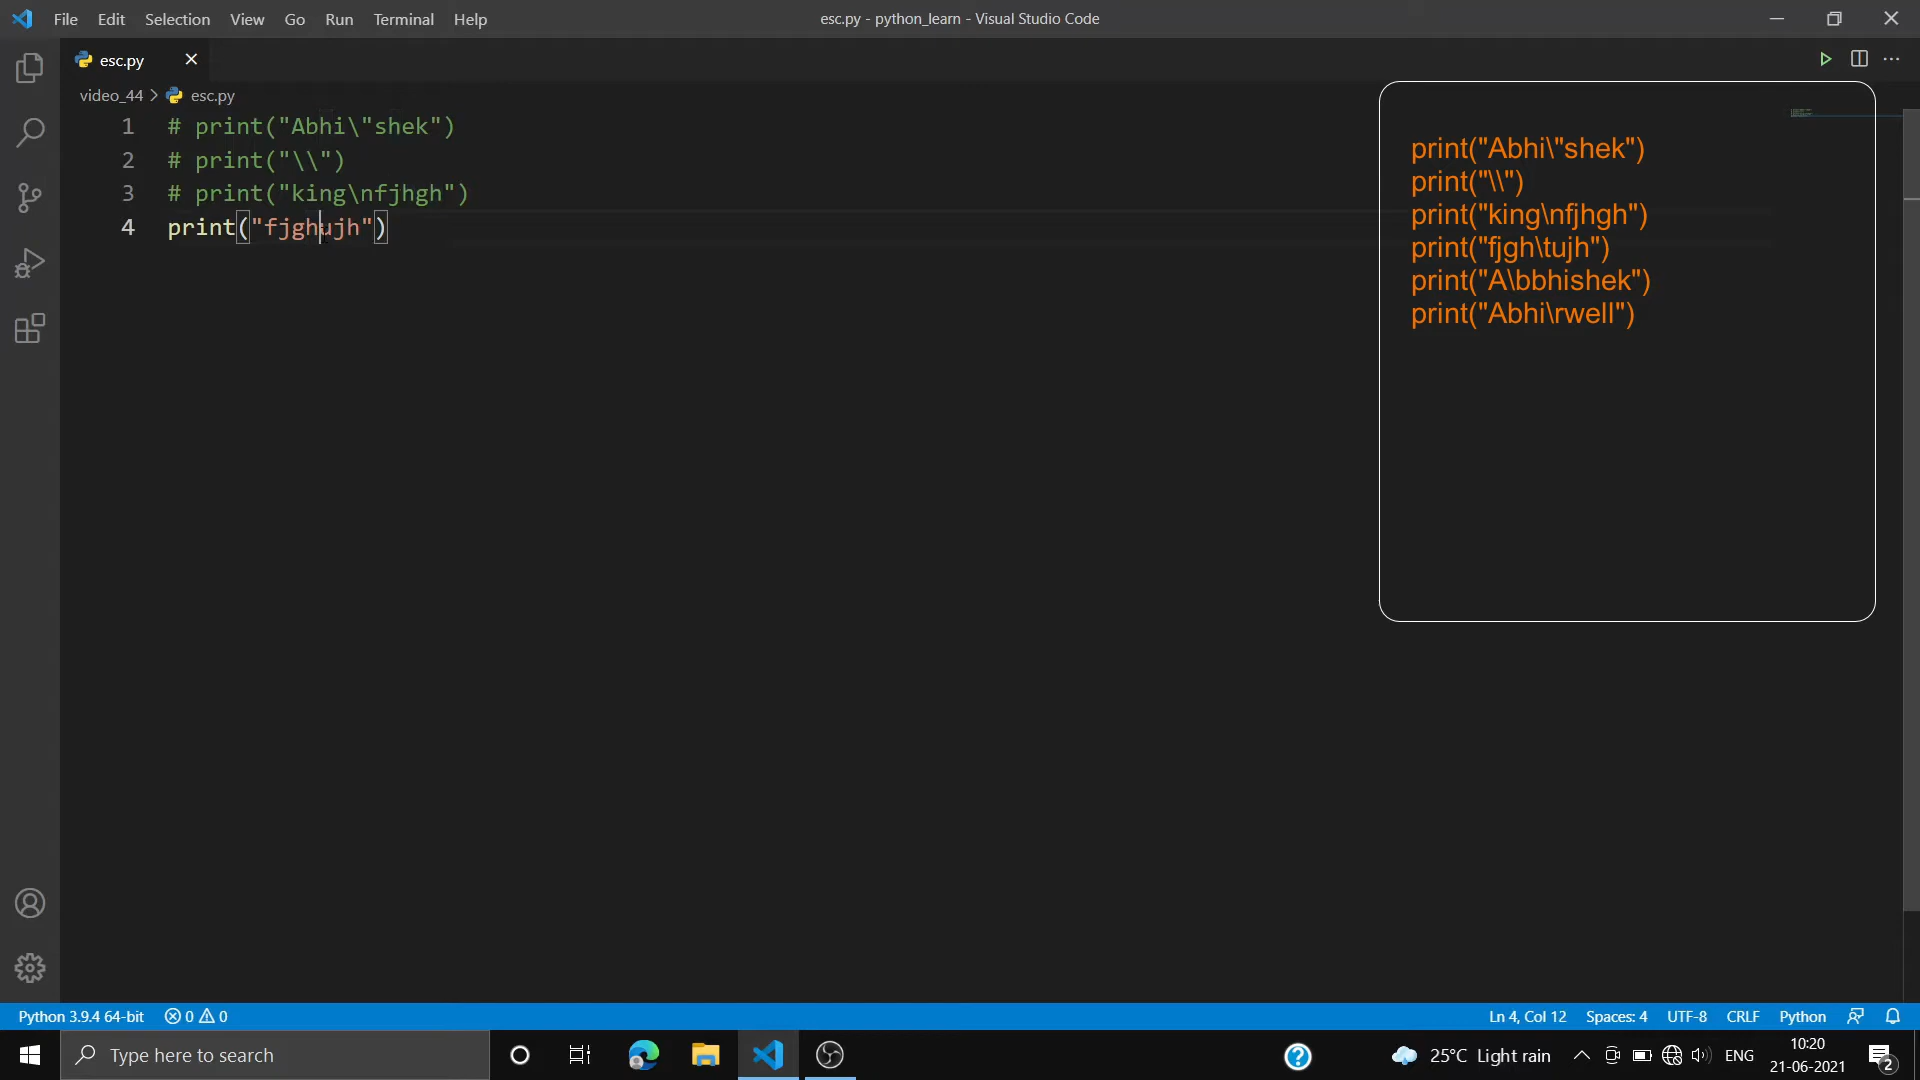 File Edit Selection View Go Run Terminal Help
esc.py - python_learn - Visual Studio Code
esc.py
video_44 > esc.py
1 # print("Abhi\"shek")
2 # print("\\")
3 # print("king\nfjhgh")
4 print("fjghujh")
print("Abhi\"shek")
print("\\")
print("king\nfjhgh")
print("fjgh\tujh")
print("A\bbhishek")
print("Abhi\rwell")
Python 3.9.4 64-bit 0 0 Ln 4, Col 12 Spaces: 4 UTF-8 CRLF Python
Type here to search 25°C Light rain ENG
10:20
21-06-2021
2